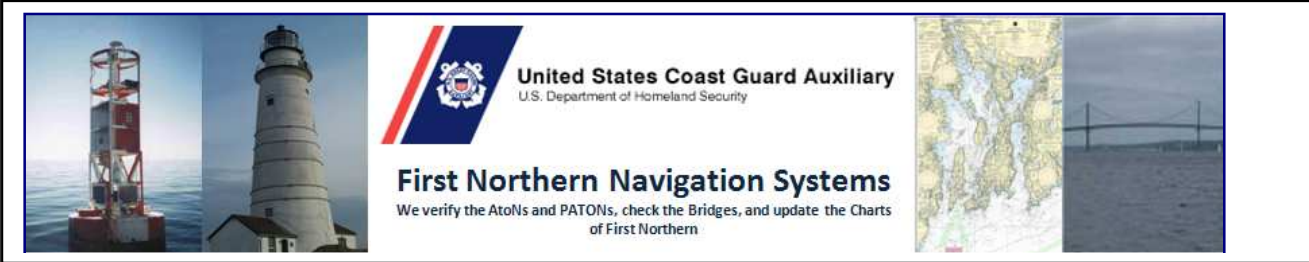 United States Coast Guard Auxiliary
U.S. Department of Homeland Security
First Northern Navigation Systems
We verify the AtoNs and PATONs, check the Bridges, and update the Charts
of First Northern